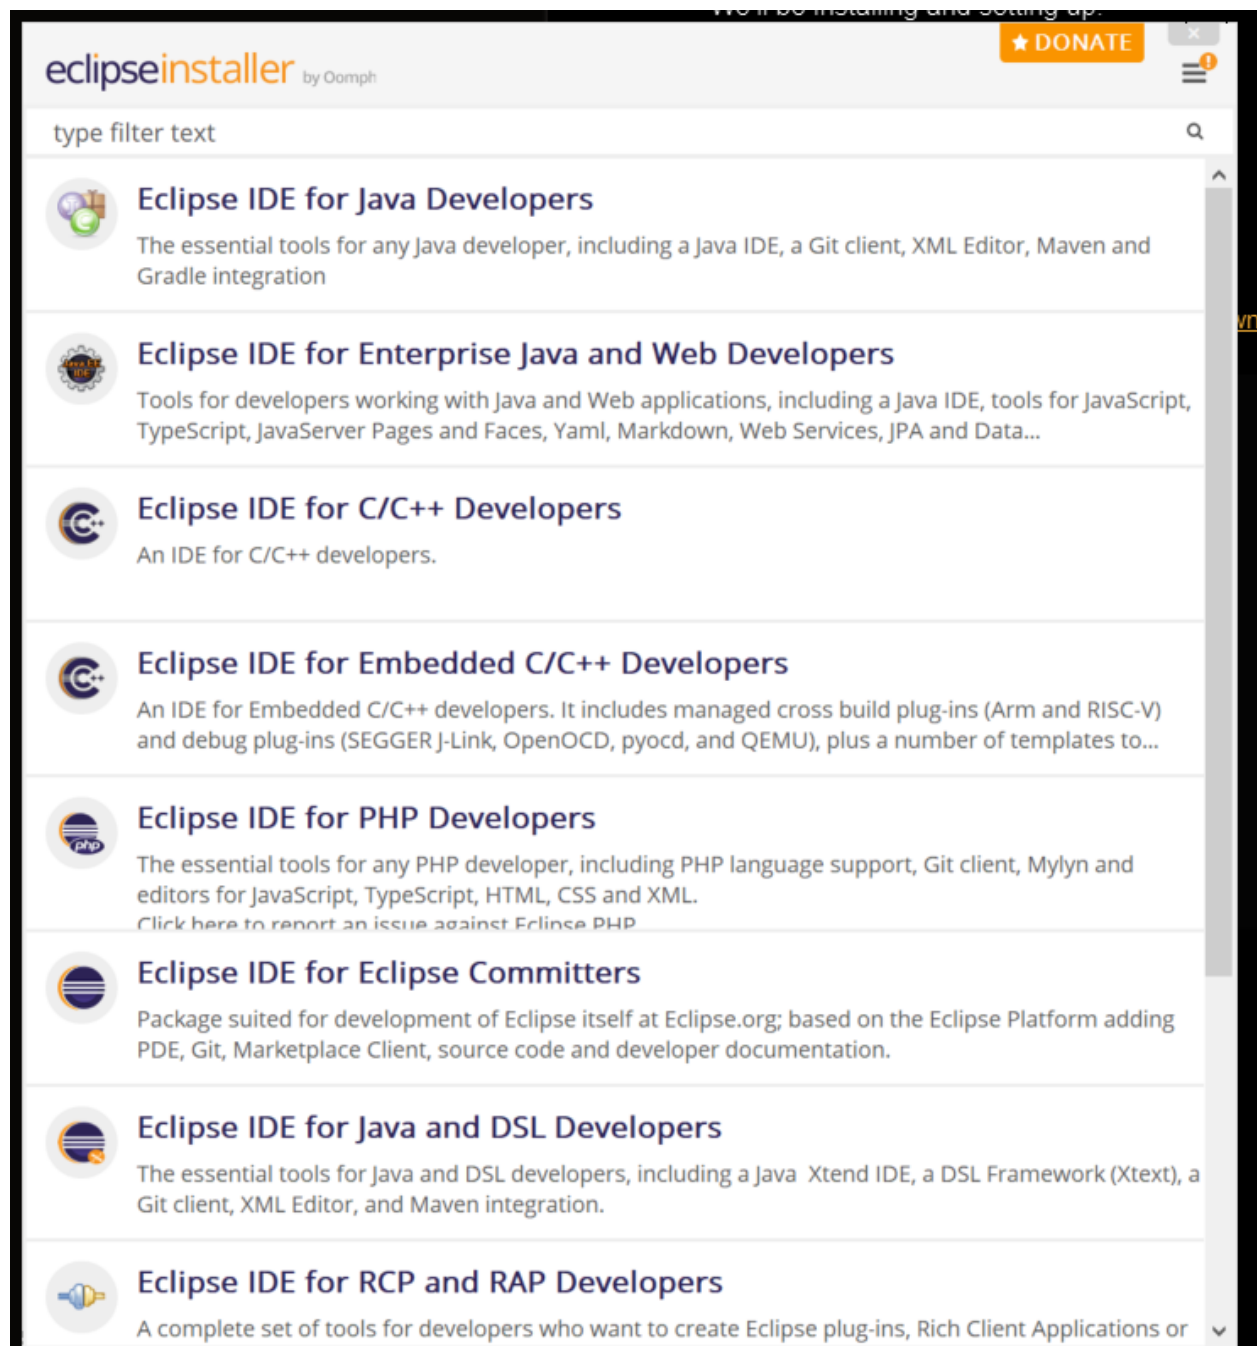 We'll be installing and setting up:
★ DONATE
eclipseinstaller by Oomph
type filter text
Eclipse IDE for Java Developers
The essential tools for any Java developer, including a Java IDE, a Git client, XML Editor, Maven and
Gradle integration
Eclipse IDE for Enterprise Java and Web Developers
Java EE
IDE
Tools for developers working with Java and Web applications, including a Java IDE, tools for JavaScript,
TypeScript, JavaServer Pages and Faces, Yaml, Markdown, Web Services, JPA and Data...
Eclipse IDE for C/C++ Developers
An IDE for C/C++ developers.
Eclipse IDE for Embedded C/C++ Developers
An IDE for Embedded C/C++ developers. It includes managed cross build plug-ins (Arm and RISC-V)
and debug plug-ins (SEGGER J-Link, OpenOCD, pyocd, and QEMU), plus a number of templates to...
Eclipse IDE for PHP Developers
php
The essential tools for any PHP developer, including PHP language support, Git client, Mylyn and
editors for JavaScript, TypeScript, HTML, CSS and XML.
Click here to report an issue against Eclipse PHP
Eclipse IDE for Eclipse Committers
Package suited for development of Eclipse itself at Eclipse.org; based on the Eclipse Platform adding
PDE, Git, Marketplace Client, source code and developer documentation.
Eclipse IDE for Java and DSL Developers
The essential tools for Java and DSL developers, including a Java  Xtend IDE, a DSL Framework (Xtext), a
Git client, XML Editor, and Maven integration.
Eclipse IDE for RCP and RAP Developers
A complete set of tools for developers who want to create Eclipse plug-ins, Rich Client Applications or